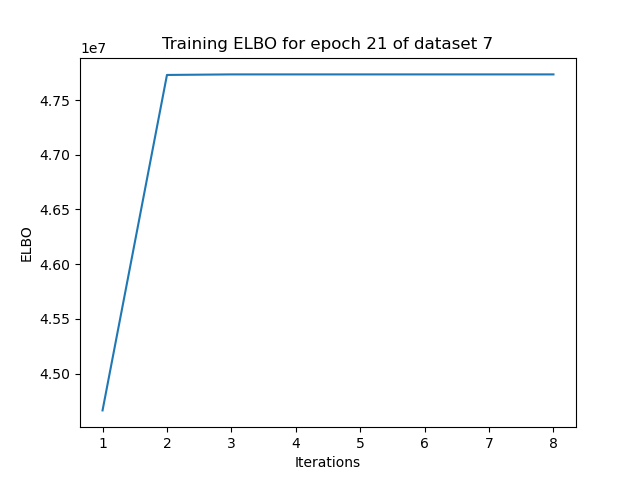 Training ELBO for epoch 21 of dataset 7
1e7
4.75
4.70
4.65
4.60
4.55
4.50
ELBO
1 2 3 4 5 6 7 8
Iterations